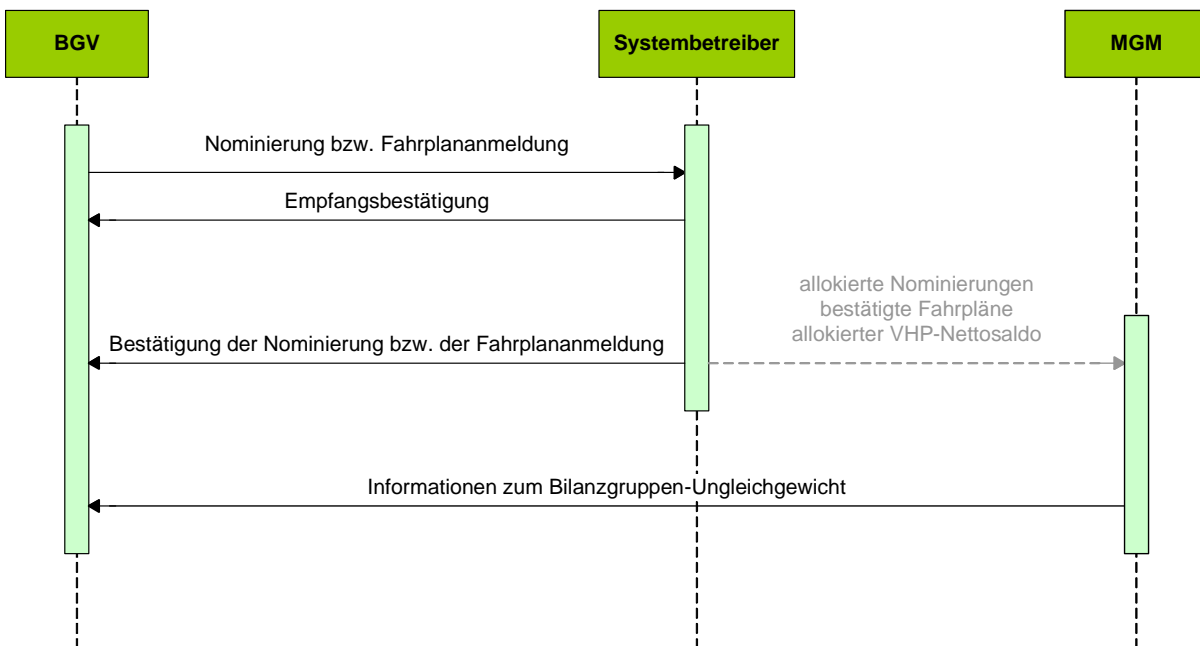 BGV
Systembetreiber
MGM
Nominierung bzw. Fahrplananmeldung
Empfangsbestätigung
allokierte Nominierungen
bestätigte Fahrpläne
allokierter VHP-Nettosaldo
Bestätigung der Nominierung bzw. der Fahrplananmeldung
Informationen zum Bilanzgruppen-Ungleichgewicht